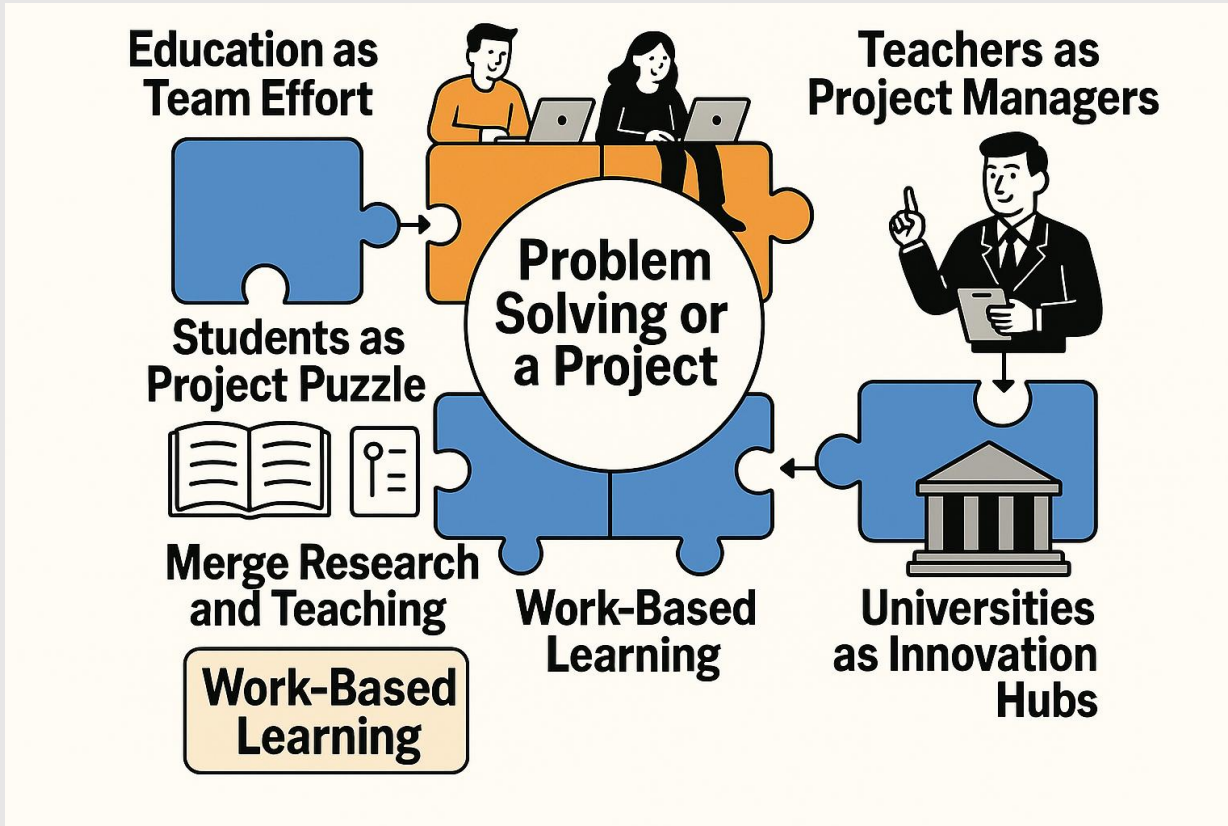 Education as
Team Effort
Teachers as
Project Managers
Problem
Solving or
a Project
Students as
Project Puzzle
Merge Research
and Teaching
Work-Based
Learning
Work-Based
Learning
Universities
as Innovation
Hubs